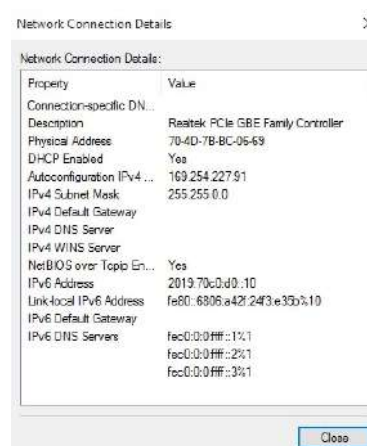 Network Connection Details
Network Connection Details:
Property Value
Connection-specific DN...
Description Realtek PCIe GBE Family Controller
Physical Address 70-4D-7B-BC-06-69
DHCP Enabled Yes
Autoconfiguration IPv4 ... 169.254.227.91
IPv4 Subnet Mask 255.255.0.0
IPv4 Default Gateway
IPv4 DNS Server
IPv4 WINS Server
NetBIOS over Tcpip En... Yes
IPv6 Address 2019:70c0:d0::10
Link-local IPv6 Address fe80::6806:a42f:24f3:e35b%10
IPv6 Default Gateway
IPv6 DNS Servers fec0:0:0:ffff::1%1
fec0:0:0:ffff::2%1
fec0:0:0:ffff::3%1
Close